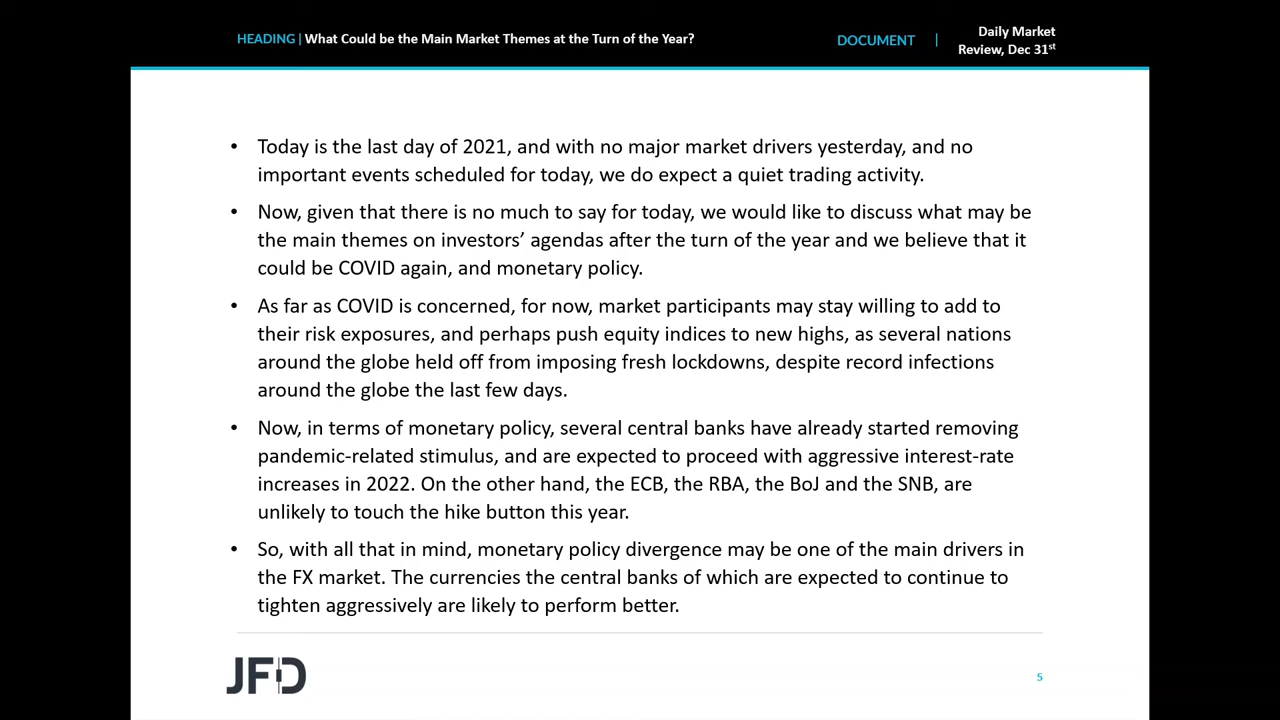 HEADING | What Could be the Main Market Themes at the Turn of the Year?
DOCUMENT |
Daily Market
Review, Dec 31st
• Today is the last day of 2021, and with no major market drivers yesterday, and no
important events scheduled for today, we do expect a quiet trading activity.
• Now, given that there is no much to say for today, we would like to discuss what may be
the main themes on investors’ agendas after the turn of the year and we believe that it
could be COVID again, and monetary policy.
• As far as COVID is concerned, for now, market participants may stay willing to add to
their risk exposures, and perhaps push equity indices to new highs, as several nations
around the globe held off from imposing fresh lockdowns, despite record infections
around the globe the last few days.
• Now, in terms of monetary policy, several central banks have already started removing
pandemic-related stimulus, and are expected to proceed with aggressive interest-rate
increases in 2022. On the other hand, the ECB, the RBA, the BoJ and the SNB, are
unlikely to touch the hike button this year.
• So, with all that in mind, monetary policy divergence may be one of the main drivers in
the FX market. The currencies the central banks of which are expected to continue to
tighten aggressively are likely to perform better.
JFD
5